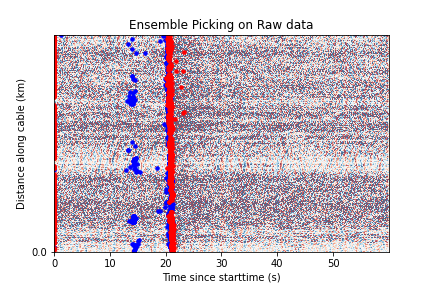 Ensemble Picking on Raw data
Distance along cable (km)
0.0
0 10 20 30 40 50
Time since starttime (s)